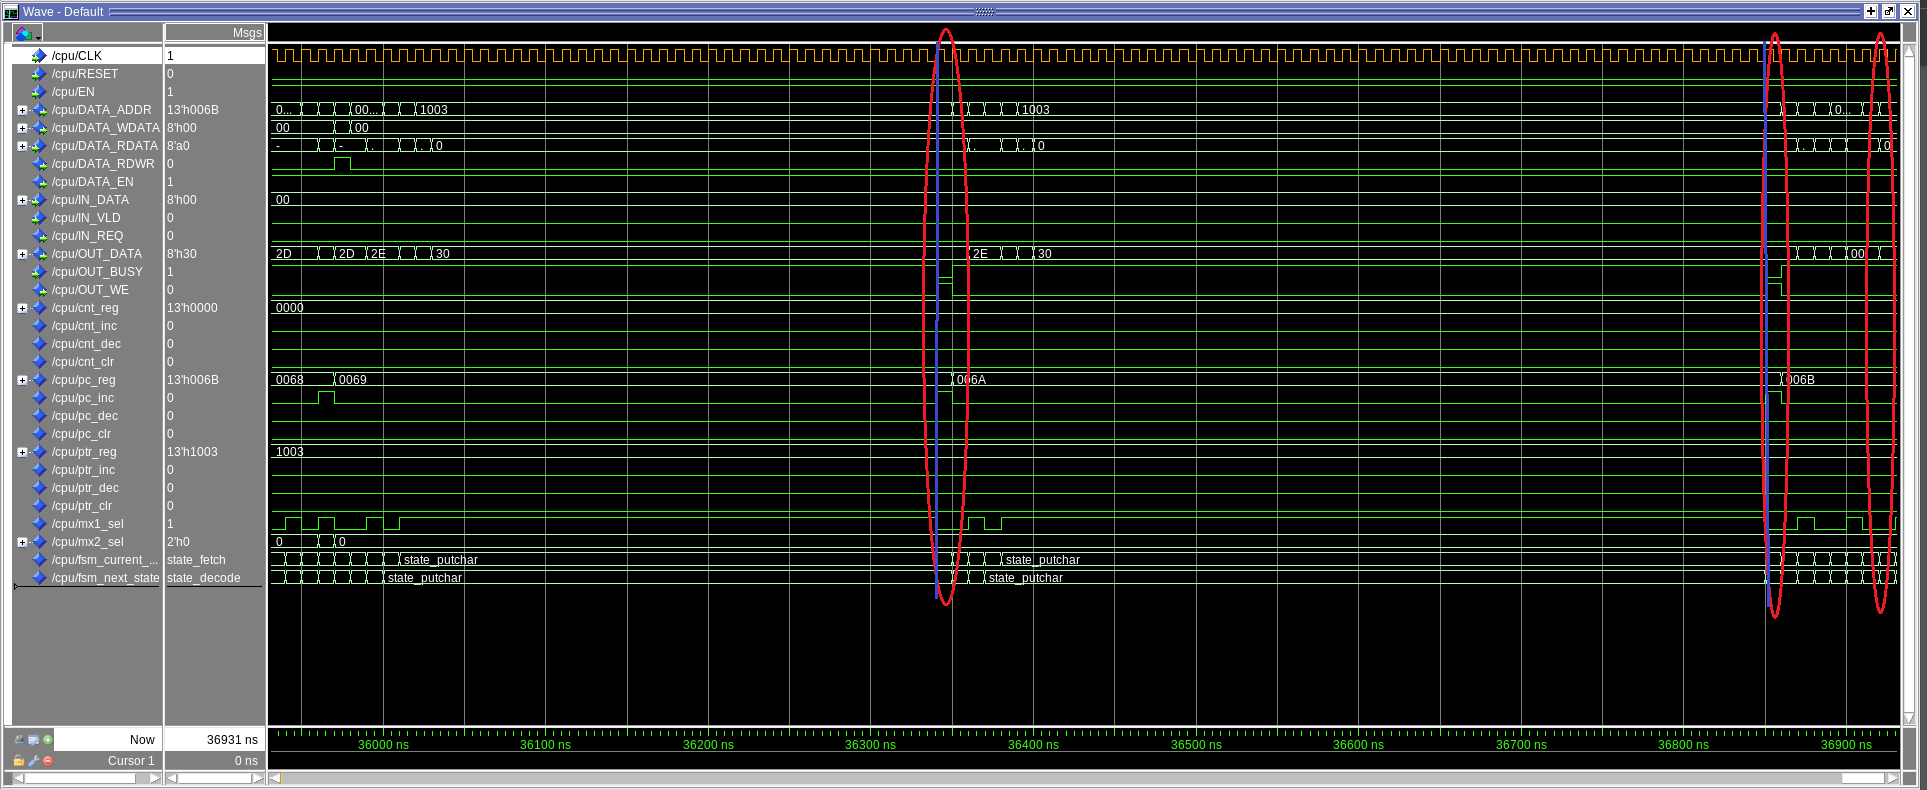 Wave - Default
Msgs
/cpu/CLK 1
/cpu/RESET 0
/cpu/EN 1
/cpu/DATA_ADDR 13'h006B 0... 00... 1003 1003 0...
/cpu/DATA_WDATA 8'h00 00 00
/cpu/DATA_RDATA 8'a0 - - . . 0 . . 0 . 0
/cpu/DATA_RDWR 0
/cpu/DATA_EN 1
/cpu/IN_DATA 8'h00 00
/cpu/IN_VLD 0
/cpu/IN_REQ 0
/cpu/OUT_DATA 8'h30 2D 2D 2E 30 2E 30 00
/cpu/OUT_BUSY 1
/cpu/OUT_WE 0
/cpu/cnt_reg 13'h0000 0000
/cpu/cnt_inc 0
/cpu/cnt_dec 0
/cpu/cnt_clr 0
/cpu/pc_reg 13'h006B 0068 0069 006A 006B
/cpu/pc_inc 0
/cpu/pc_dec 0
/cpu/pc_clr 0
/cpu/ptr_reg 13'h1003 1003
/cpu/ptr_inc 0
/cpu/ptr_dec 0
/cpu/ptr_clr 0
/cpu/mx1_sel 1
/cpu/mx2_sel 2'h0 0 0
/cpu/fsm_current_... state_fetch state_putchar state_putchar
/cpu/fsm_next_state state_decode state_putchar state_putchar
Now 36931 ns 36000 ns 36100 ns 36200 ns 36300 ns 36400 ns 36500 ns 36600 ns 36700 ns 36800 ns 36900 ns
Cursor 1 0 ns